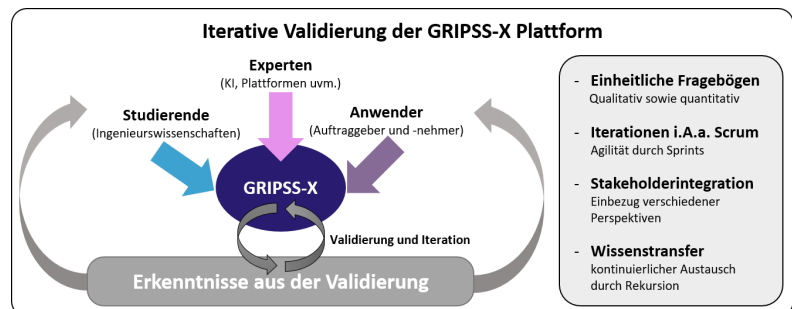 Iterative Validierung der GRIPSS-X Plattform
Experten
(KI, Plattformen uvm.)
Studierende
(Ingenieurswissenschaften)
Anwender
(Auftraggeber und -nehmer)
GRIPSS-X
Validierung und Iteration
Erkenntnisse aus der Validierung
- Einheitliche Fragebögen
Qualitativ sowie quantitativ
- Iterationen i.A.a. Scrum
Agilität durch Sprints
- Stakeholderintegration
Einbezug verschiedener
Perspektiven
- Wissenstransfer
kontinuierlicher Austausch
durch Rekursion